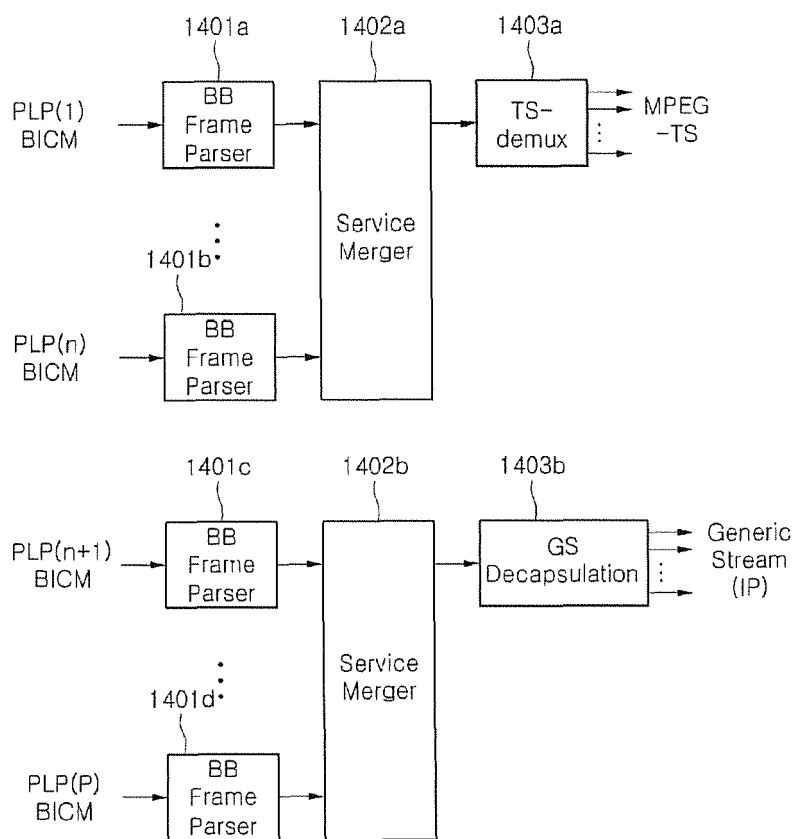 1401a
1402a
1403a
PLP(1)
BICM
BB
Frame
Parser
TS-
demux
MPEG
-TS
Service
Merger
1401b
PLP(n)
BICM
BB
Frame
Parser
1401c
1402b
1403b
PLP(n+1)
BICM
BB
Frame
Parser
GS
Decapsulation
Generic
Stream
(IP)
Service
Merger
1401d
PLP(P)
BICM
BB
Frame
Parser